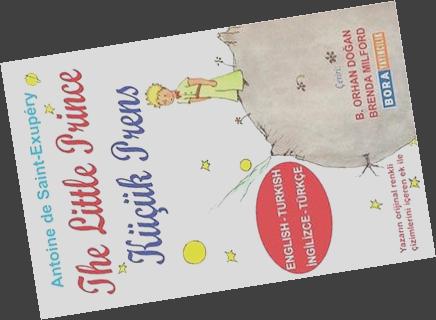 Antoine de Saint-Exupéry
The Little Prince
Küçük Prens
ENGLISH - TURKISH
İNGİLİZCE - TÜRKÇE
Çeviri:
B. ORHAN DOĞAN
BRENDA MILFORD
BORA
Yazarın orijinal renkli
çizimlerini içeren ek ile